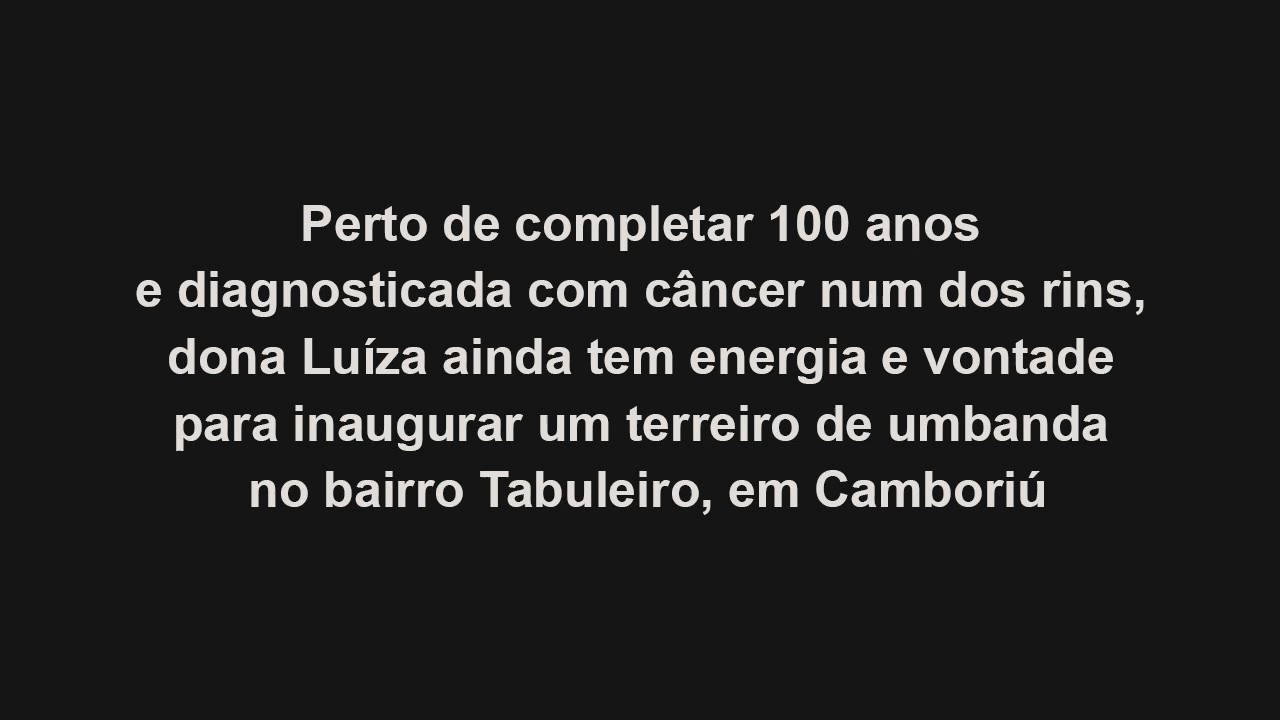 Perto de completar 100 anos
e diagnosticada com câncer num dos rins,
dona Luíza ainda tem energia e vontade
para inaugurar um terreiro de umbanda
no bairro Tabuleiro, em Camboriú